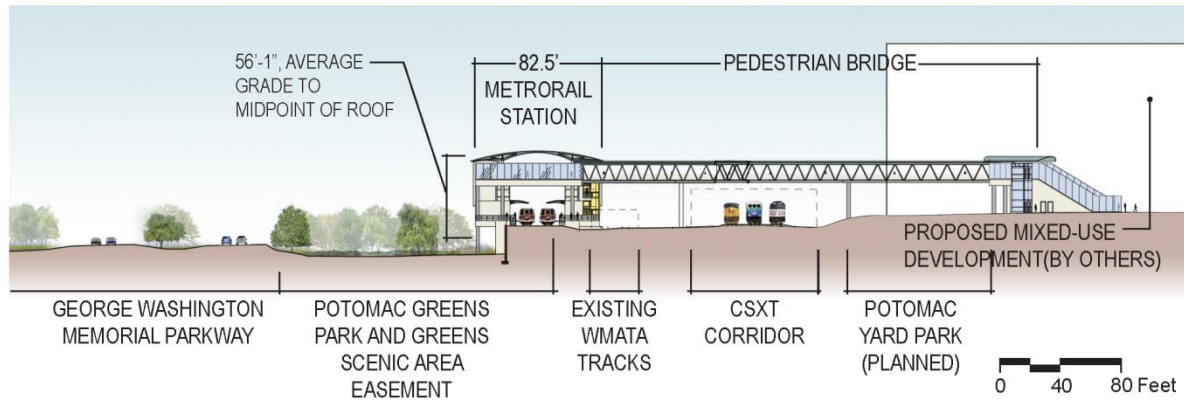 56'-1", AVERAGE
GRADE TO
MIDPOINT OF ROOF
82.5'
METRORAIL
STATION
PEDESTRIAN BRIDGE
PROPOSED MIXED-USE
DEVELOPMENT(BY OTHERS)
GEORGE WASHINGTON
MEMORIAL PARKWAY
POTOMAC GREENS
PARK AND GREENS
SCENIC AREA
EASEMENT
EXISTING
WMATA
TRACKS
CSXT
CORRIDOR
POTOMAC
YARD PARK
(PLANNED)
0 40 80 Feet